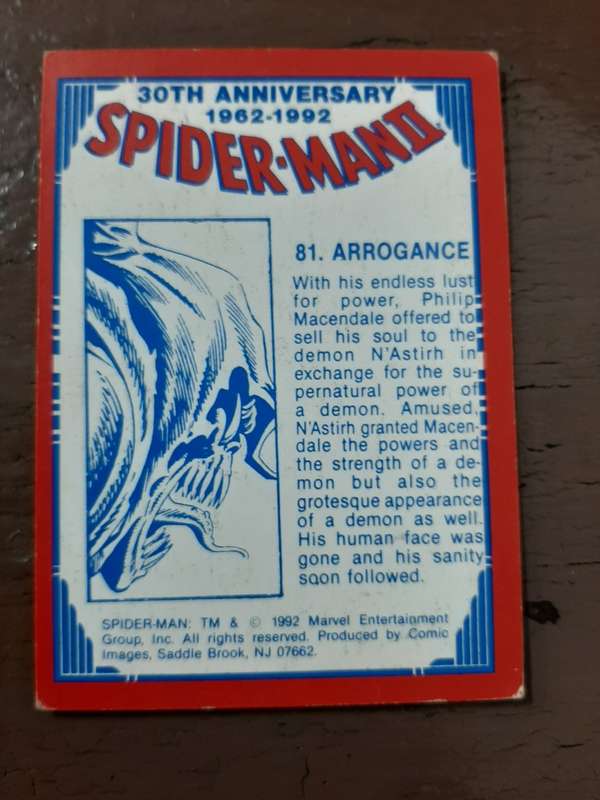 30TH ANNIVERSARY
1962-1992
SPIDER-MAN II
81. ARROGANCE
With his endless lust
for power, Philip
Macendale offered to
sell his soul to the
demon N'Astirh in
exchange for the su-
pernatural power of
a demon. Amused,
N'Astirh granted Macen-
dale the powers and
the strength of a de-
mon but also the
grotesque appearance
of a demon as well.
His human face was
gone and his sanity
soon followed.
SPIDER-MAN: TM & © 1992 Marvel Entertainment
Group, Inc. All rights reserved. Produced by Comic
Images, Saddle Brook, NJ 07662.